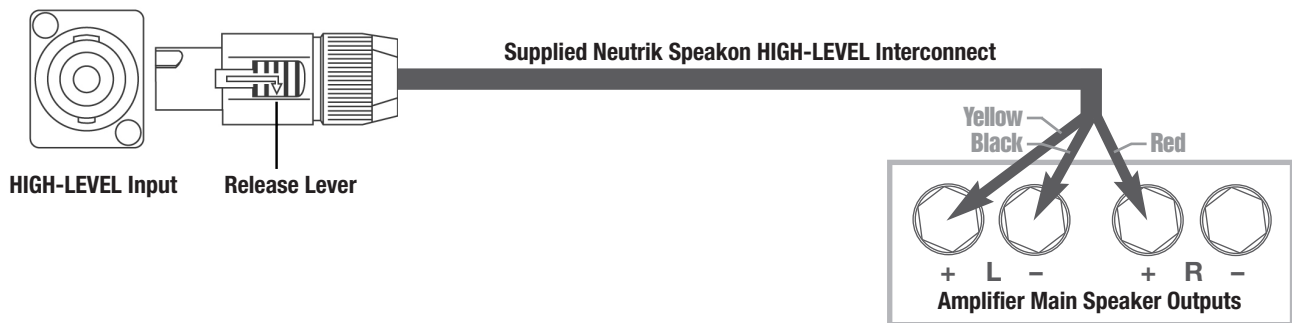 Supplied Neutrik Speakon HIGH-LEVEL Interconnect
HIGH-LEVEL Input
Release Lever
Yellow
Black
Red
+ L − + R −
Amplifier Main Speaker Outputs